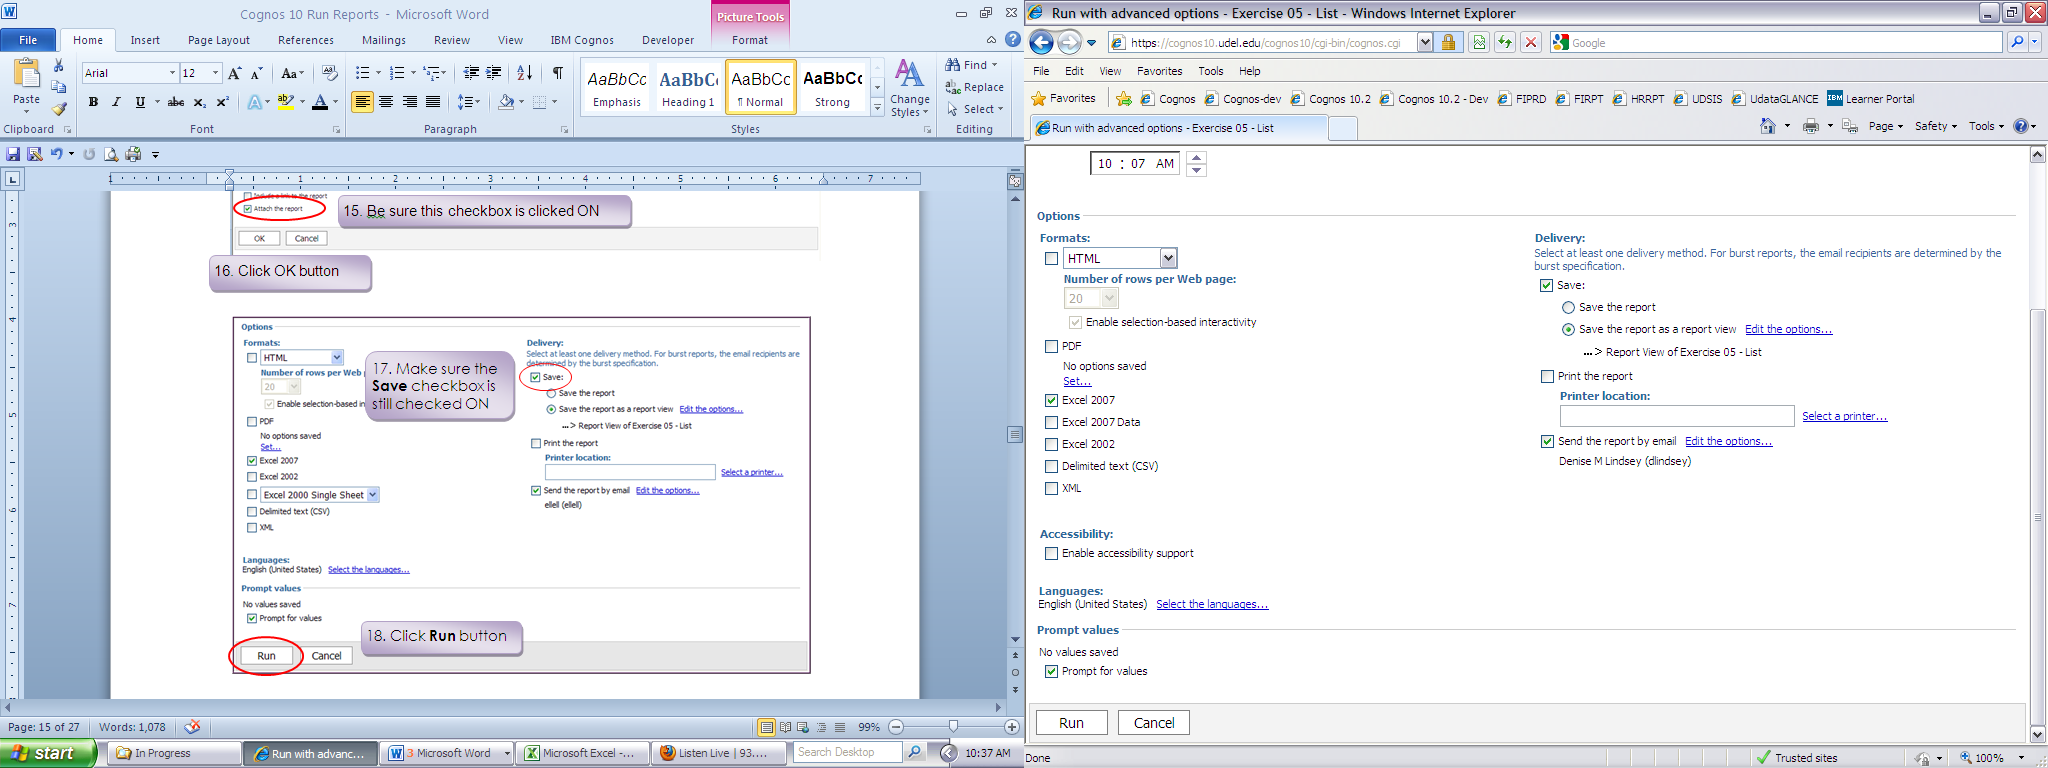 Cognos 10 Run Reports - Microsoft Word
Picture Tools
File Home Insert Page Layout References Mailings Review View IBM Cognos Developer Format
Paste
Clipboard
Arial 12
Font
Paragraph
AaBbCc Emphasis
AaBbC Heading 1
AaBbCc ¶ Normal
AaBbCc Strong
Change Styles
Styles
Find
Replace
Select
Editing
1 1 2 3 4 5 6 7
Include a link to the report
Attach the report
15. Be sure this checkbox is clicked ON
OK Cancel
16. Click OK button
Options
Formats:
HTML
Number of rows per Web
20
Enable selection-based in
PDF
No options saved
Set...
Excel 2007
Excel 2002
Excel 2000 Single Sheet
Delimited text (CSV)
XML
17. Make sure the
Save checkbox is
still checked ON
Delivery:
Select at least one delivery method. For burst reports, the email recipients are
determined by the burst specification.
Save:
Save the report
Save the report as a report view Edit the options...
...> Report View of Exercise 05 - List
Print the report
Printer location:
Select a printer...
Send the report by email Edit the options...
ellell (ellell)
Languages:
English (United States) Select the languages...
Prompt values
No values saved
Prompt for values
18. Click Run button
Run Cancel
Page: 15 of 27 Words: 1,078 99%
start In Progress Run with advanc... 3 Microsoft Word Microsoft Excel -... Listen Live | 93.... Search Desktop 10:37 AM
Run with advanced options - Exercise 05 - List - Windows Internet Explorer
https://cognos10.udel.edu/cognos10/cgi-bin/cognos.cgi Google
File Edit View Favorites Tools Help
Favorites Cognos Cognos-dev Cognos 10.2 Cognos 10.2 - Dev FIPRD FIRPT HRRPT UDSIS UdataGLANCE IBM Learner Portal
Run with advanced options - Exercise 05 - List
Page Safety Tools
10 : 07 AM
Options
Formats:
HTML
Number of rows per Web page:
20
Enable selection-based interactivity
PDF
No options saved
Set...
Excel 2007
Excel 2007 Data
Excel 2002
Delimited text (CSV)
XML
Delivery:
Select at least one delivery method. For burst reports, the email recipients are determined by the
burst specification.
Save:
Save the report
Save the report as a report view Edit the options...
...> Report View of Exercise 05 - List
Print the report
Printer location:
Select a printer...
Send the report by email Edit the options...
Denise M Lindsey (dlindsey)
Accessibility:
Enable accessibility support
Languages:
English (United States) Select the languages...
Prompt values
No values saved
Prompt for values
Run Cancel
Done Trusted sites 100%